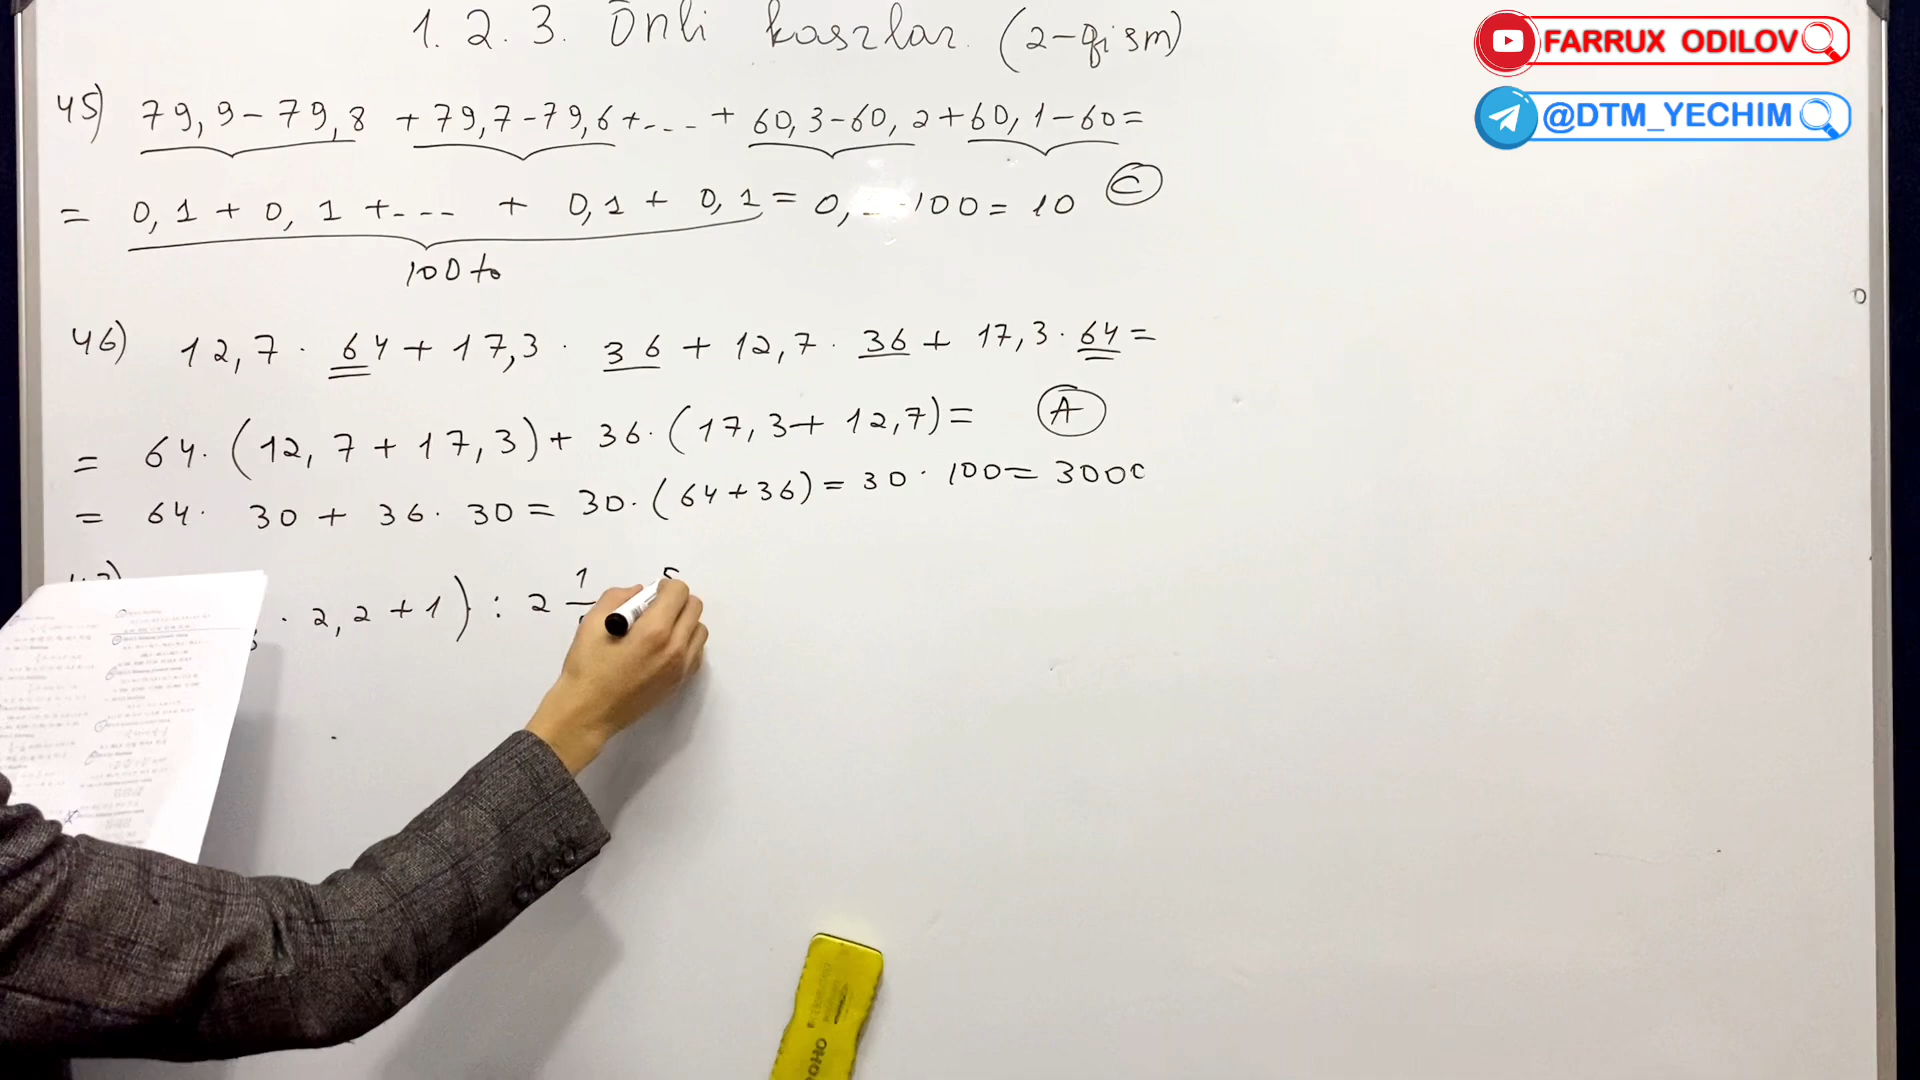 1.2.3. Onli kasrlar. (2-qism)
FARRUX ODILOV
@DTM_YECHIM
45) 79,9-79,8 +79,7-79,6+.... + 60,3-60,2+60,1-60=
= 0,1+0,1+.... + 0,1+0,1= 0, ·100=10 C
100 ta
46) 12,7·64+17,3·36+12,7·36+17,3·64=
= 64·(12,7+17,3)+36·(17,3+12,7)= A
= 64·30+36·30=30·(64+36)=30·100=3000
·2,2+1):2 1